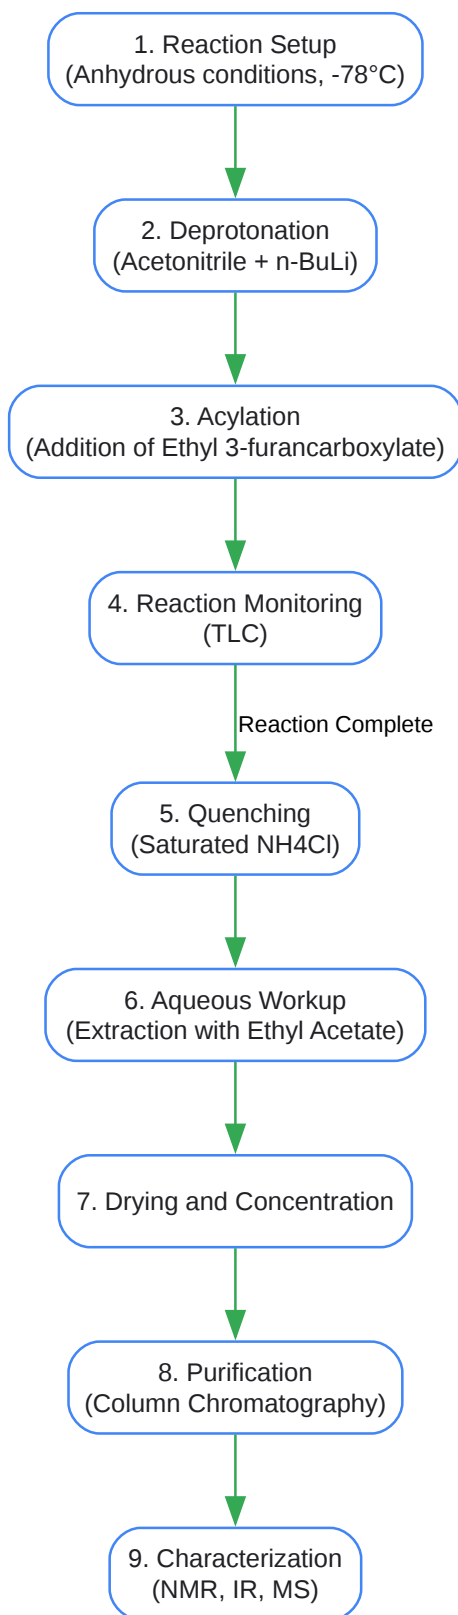 1. Reaction Setup
(Anhydrous conditions, -78°C)
2. Deprotonation
(Acetonitrile + n-BuLi)
3. Acylation
(Addition of Ethyl 3-furancarboxylate)
4. Reaction Monitoring
(TLC)
Reaction Complete
5. Quenching
(Saturated NH4Cl)
6. Aqueous Workup
(Extraction with Ethyl Acetate)
7. Drying and Concentration
8. Purification
(Column Chromatography)
9. Characterization
(NMR, IR, MS)